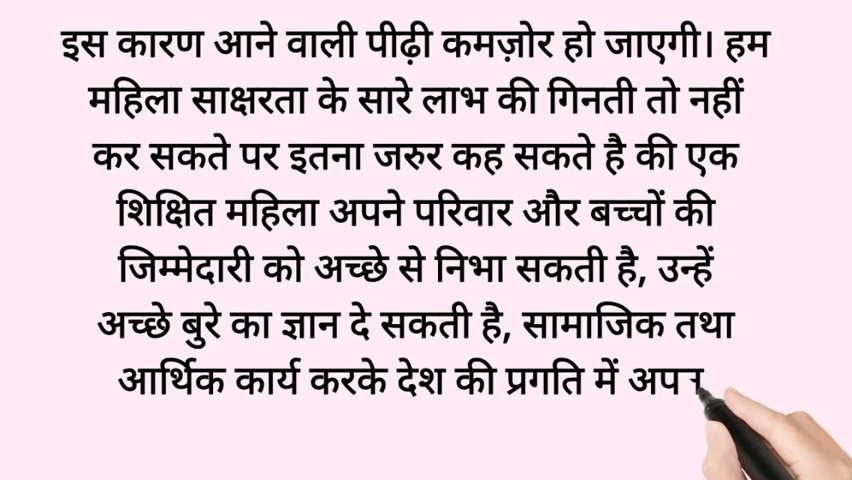 इस कारण आने वाली पीढ़ी कमज़ोर हो जाएगी। हम
महिला साक्षरता के सारे लाभ की गिनती तो नहीं
कर सकते पर इतना जरुर कह सकते है की एक
शिक्षित महिला अपने परिवार और बच्चों की
जिम्मेदारी को अच्छे से निभा सकती है, उन्हें
अच्छे बुरे का ज्ञान दे सकती है, सामाजिक तथा
आर्थिक कार्य करके देश की प्रगति में